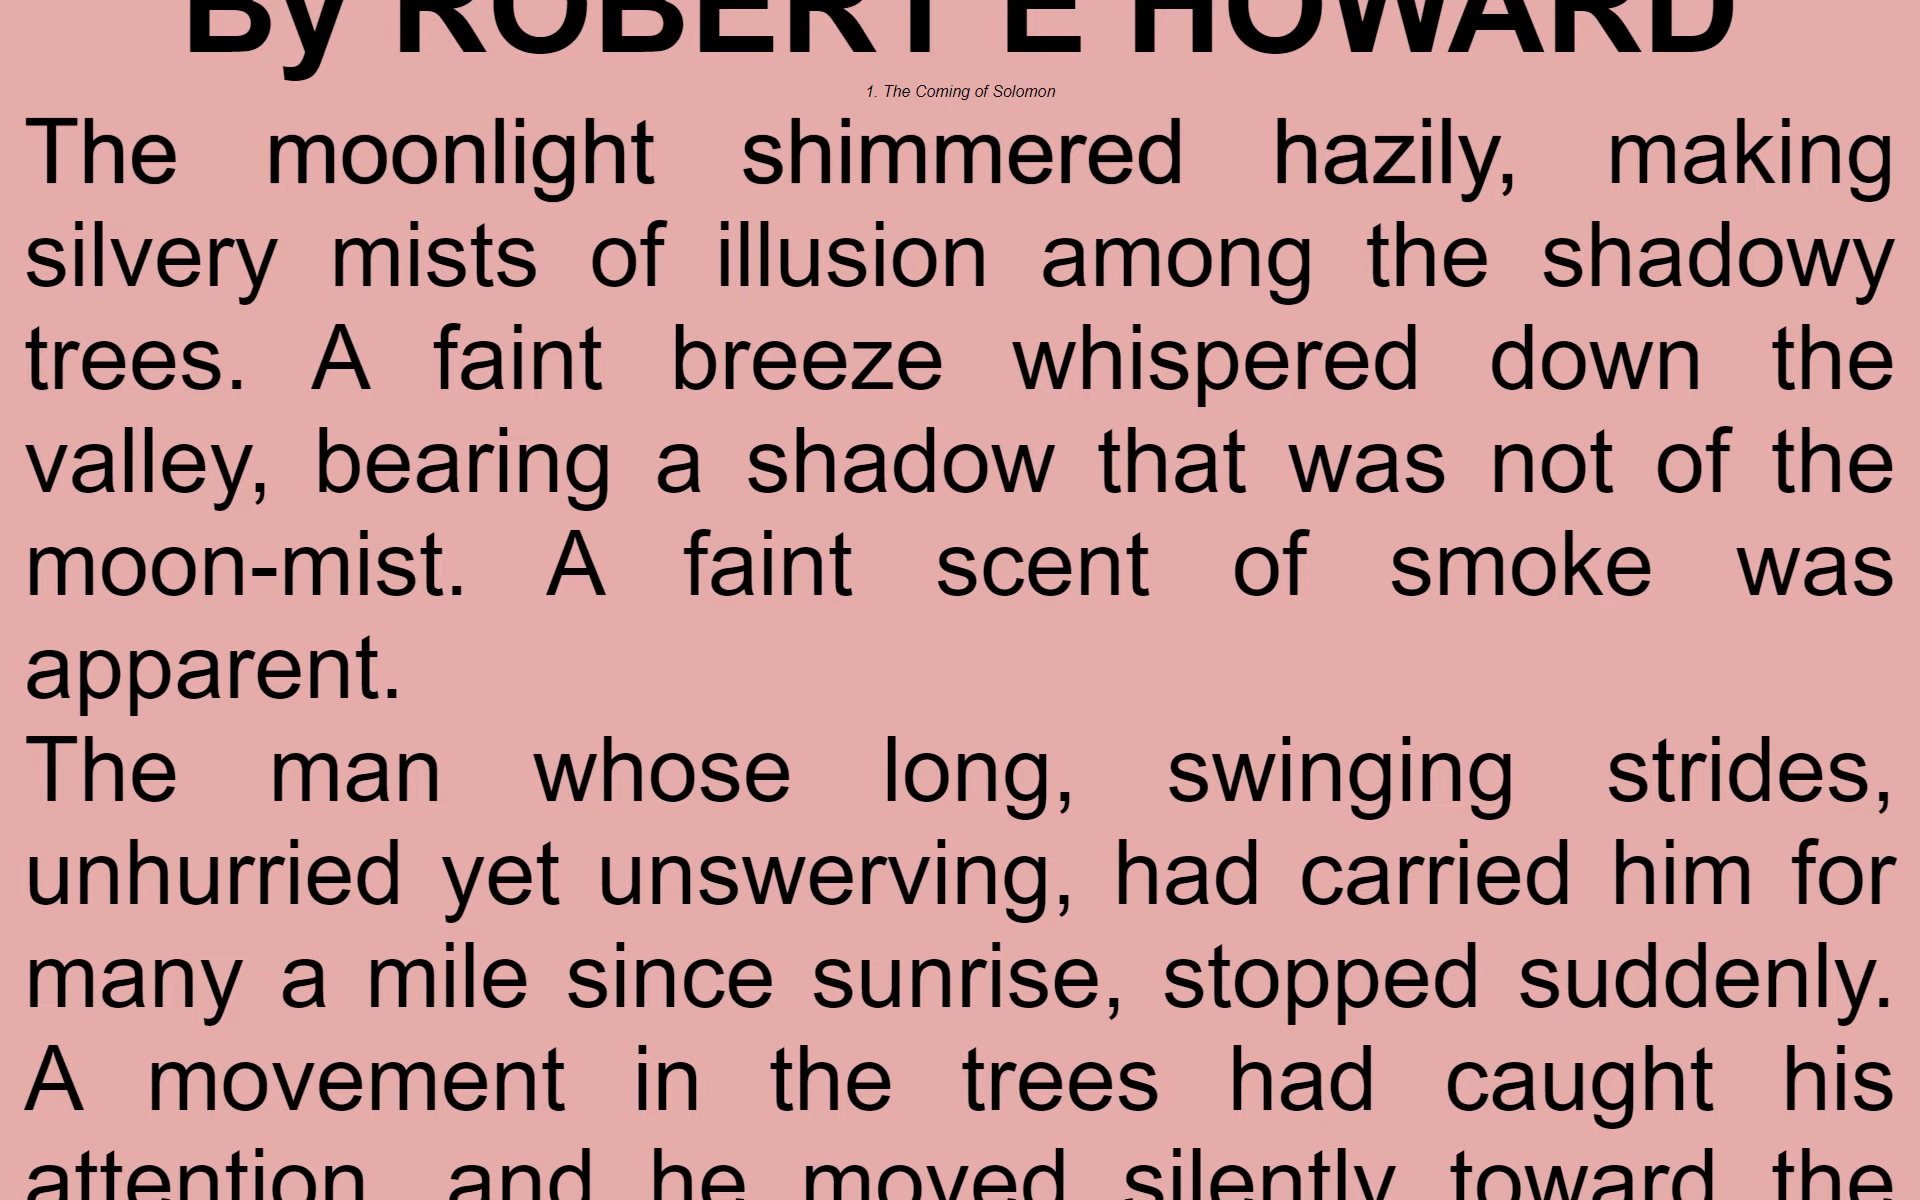 By ROBERT E HOWARD
1. The Coming of Solomon
The moonlight shimmered hazily, making
silvery mists of illusion among the shadowy
trees. A faint breeze whispered down the
valley, bearing a shadow that was not of the
moon-mist. A faint scent of smoke was
apparent.
The man whose long, swinging strides,
unhurried yet unswerving, had carried him for
many a mile since sunrise, stopped suddenly.
A movement in the trees had caught his
attention, and he moved silently toward the